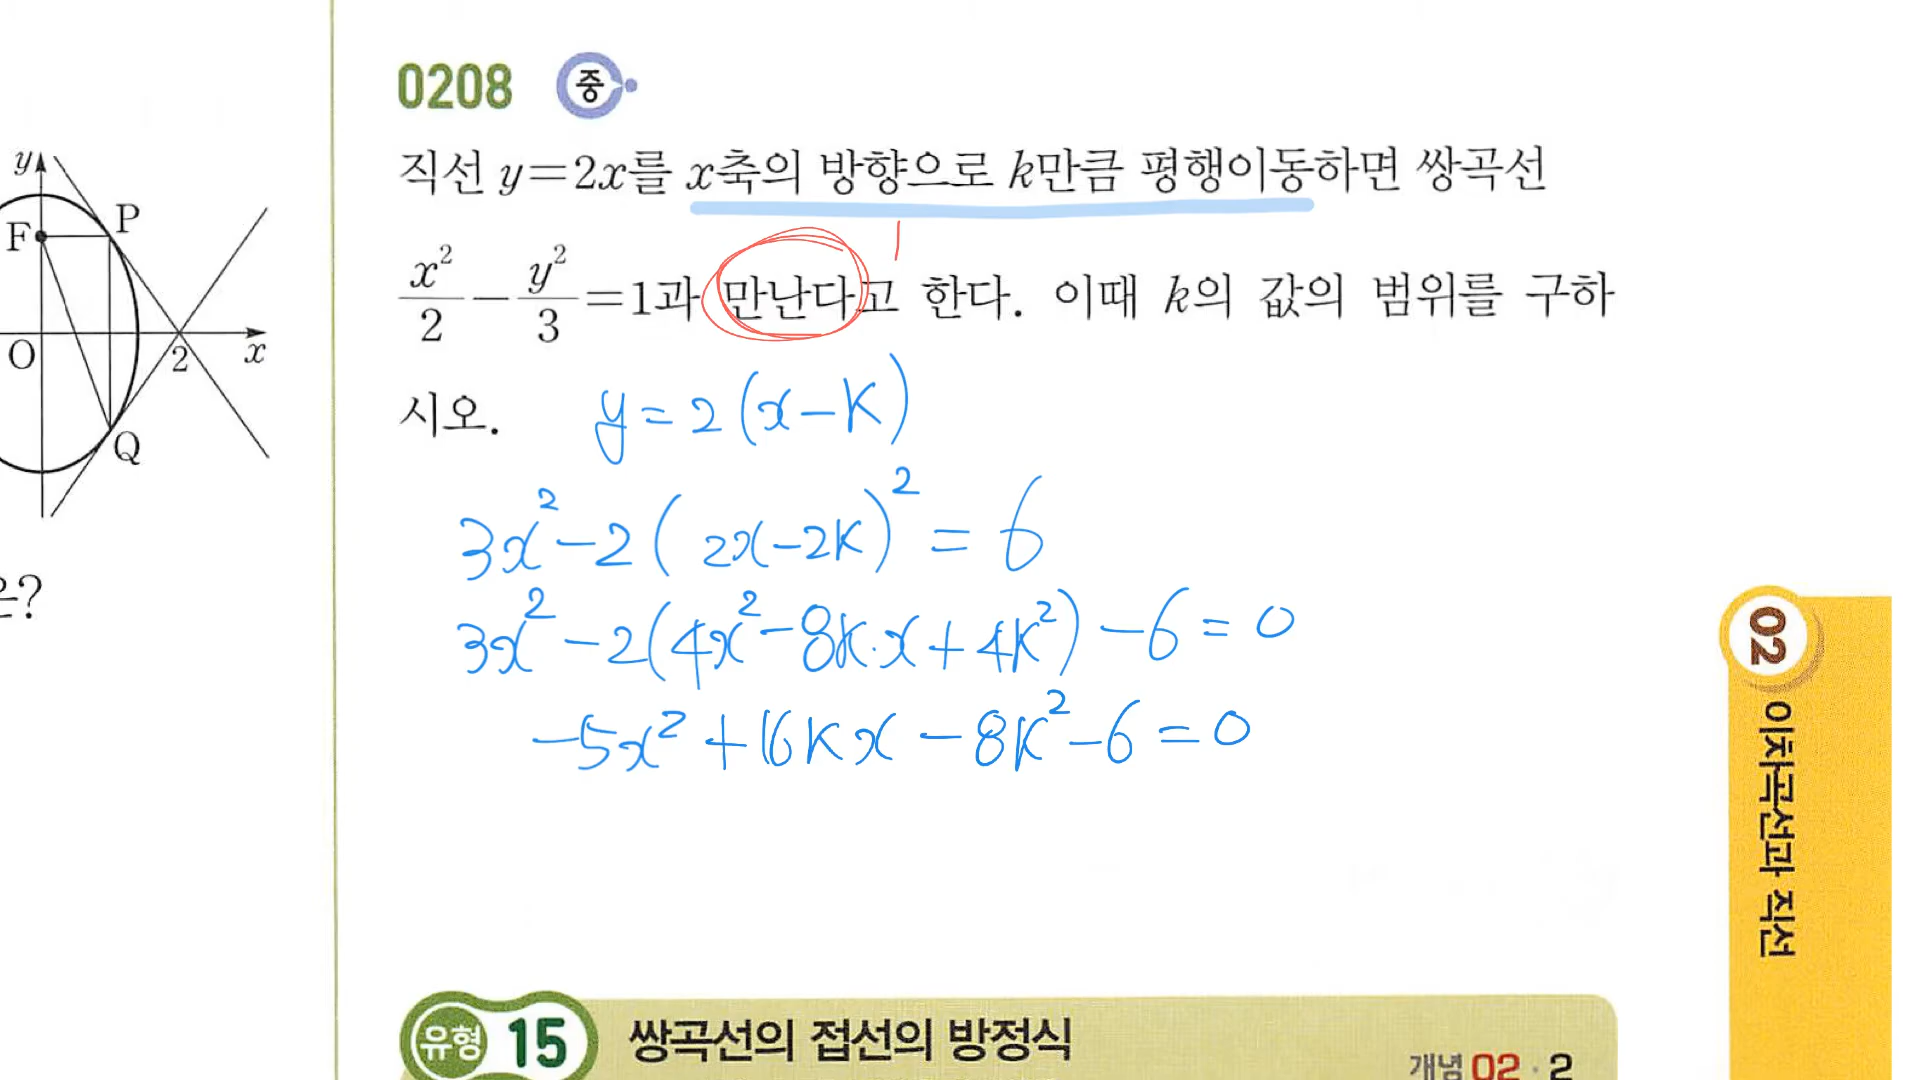 0208 중
직선 y=2x를 x축의 방향으로 k만큼 평행이동하면 쌍곡선
x²/2 − y²/3 =1과 만난다고 한다. 이때 k의 값의 범위를 구하
시오.
y = 2(x−k)
3x² − 2(2x−2k)² = 6
3x² − 2(4x² − 8k·x + 4k²) − 6 = 0
−5x² + 16kx − 8k² − 6 = 0
y
F
P
O
2
x
Q
?
02 이차곡선과 직선
유형 15 쌍곡선의 접선의 방정식
개념 02 · 2